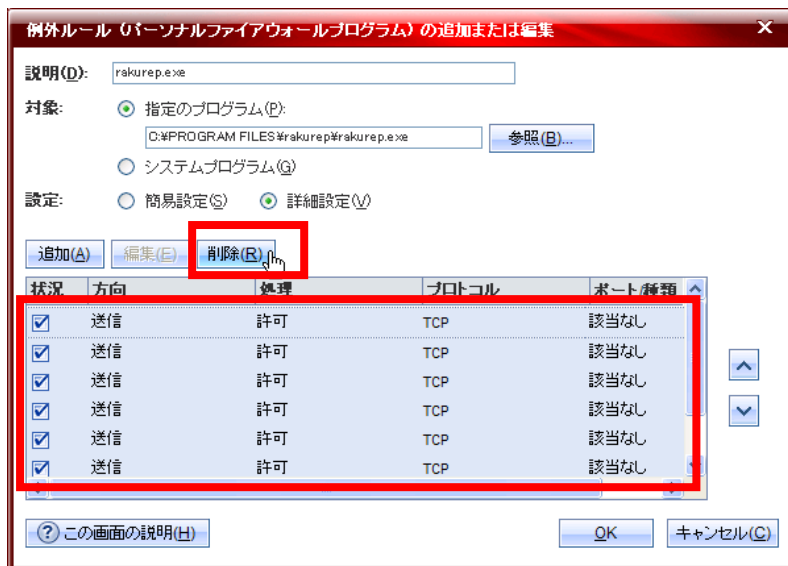 例外ルール（パーソナルファイアウォールプログラム）の追加または編集
説明(D): rakurep.exe
対象: 指定のプログラム(P):
C:¥PROGRAM FILES¥rakurep¥rakurep.exe 参照(B)...
システムプログラム(G)
設定: 簡易設定(S) 詳細設定(V)
追加(A) 編集(E) 削除(R)
状況 方向 処理 プロトコル ポート/種類
送信 許可 TCP 該当なし
送信 許可 TCP 該当なし
送信 許可 TCP 該当なし
送信 許可 TCP 該当なし
送信 許可 TCP 該当なし
送信 許可 TCP 該当なし
?この画面の説明(H) OK キャンセル(C)